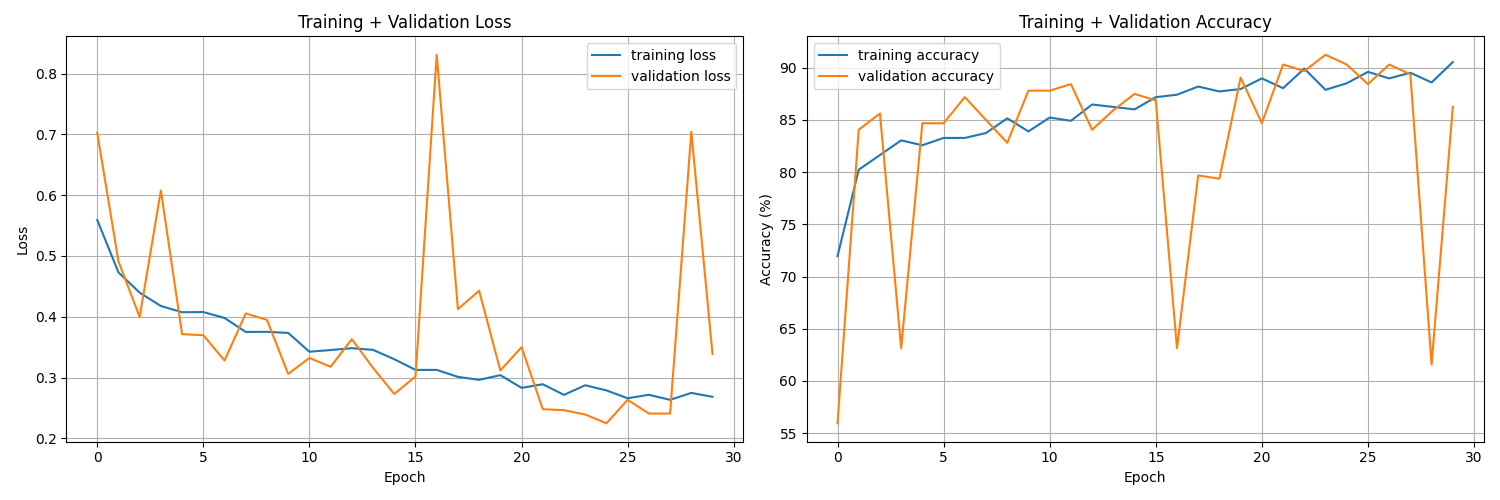 Training + Validation Loss
training loss
validation loss
0.8
0.7
0.6
0.5
0.4
0.3
0.2
Loss
0
5
10
15
20
25
30
Epoch
Training + Validation Accuracy
training accuracy
validation accuracy
90
85
80
75
70
65
60
55
Accuracy (%)
0
5
10
15
20
25
30
Epoch